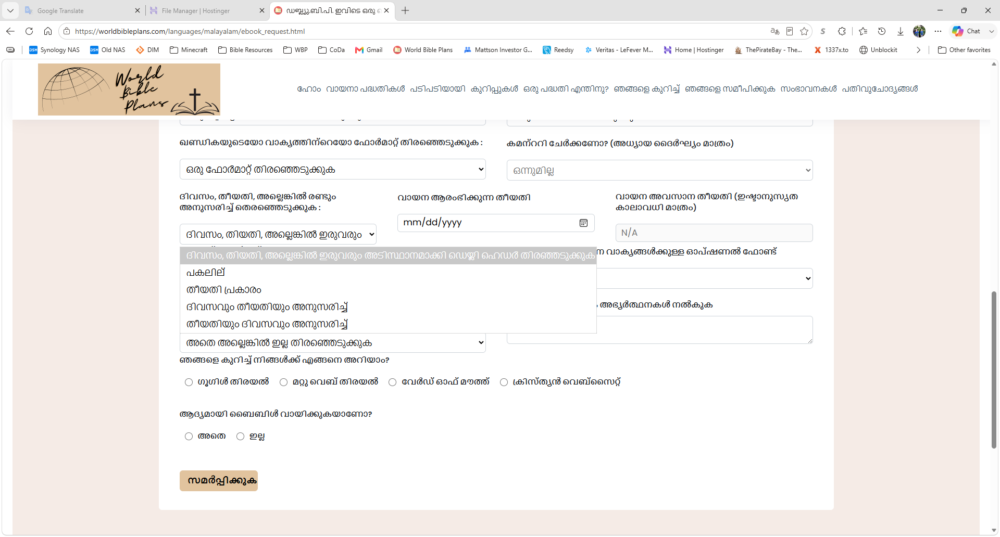 Google Translate
File Manager | Hostinger
ഡബ്ല്യു.ബി.പി. ഇവിടെ ഒരു
https://worldbibleplans.com/languages/malayalam/ebook_request.html
Chat
Synology NAS
Old NAS
DIM
Minecraft
Bible Resources
WBP
CoDa
Gmail
World Bible Plans
Mattson Investor G...
Reedsy
Veritas - LeFever M...
Home | Hostinger
ThePirateBay - The...
1337x.to
Unblockit
Other favorites
World
Bible
Plans
ഹോം വായനാ പദ്ധതികൾ പടിപടിയായി കുറിപ്പുകൾ ഒരു പദ്ധതി എന്തിനു? ഞങ്ങളെ കുറിച്ച് ഞങ്ങളെ സമീപിക്കുക സംഭാവനകൾ പതിവുചോദ്യങ്ങൾ
ഖണ്ഡികയുടെയോ വാക്യത്തിന്റെയോ ഫോർമാറ്റ് തിരഞ്ഞെടുക്കുക :
കമന്ററി ചേർക്കണോ? (അധ്യായ ദൈർഘ്യം മാത്രം)
ഒരു ഫോർമാറ്റ് തിരഞ്ഞെടുക്കുക
ഒന്നുമില്ല
ദിവസം, തീയതി, അല്ലെങ്കിൽ രണ്ടും
അനുസരിച്ച് തെരഞ്ഞെടുക്കുക :
വായന ആരംഭിക്കുന്ന തീയതി
വായന അവസാന തീയതി (ഇഷ്ടാനുസൃത
കാലാവധി മാത്രം)
ദിവസം, തിയതി, അല്ലെങ്കിൽ ഇരുവരും
mm/dd/yyyy
N/A
ദിവസം, തിയതി, അല്ലെങ്കിൽ ഇരുവരും അടിസ്ഥാനമാക്കി ഡെയ്ലി ഹെഡർ തിരഞ്ഞടുക്കുക
വാക്യങ്ങൾക്കുള്ള ഓപ്ഷണൽ ഫോണ്ട്
പകലില്
തീയതി പ്രകാരം
ദിവസവും തീയതിയും അനുസരിച്ച്
അഭ്യർത്ഥനകൾ നൽകുക
തീയതിയും ദിവസവും അനുസരിച്ച്
അതെ അല്ലെങ്കിൽ ഇല്ല തിരഞ്ഞെടുക്കുക
ഞങ്ങളെ കുറിച്ച് നിങ്ങൾക്ക് എങ്ങനെ അറിയാം?
ഗൂഗിൾ തിരയൽ
മറ്റു വെബ് തിരയൽ
വേർഡ് ഓഫ് മൗത്ത്
ക്രിസ്ത്യൻ വെബ്സൈറ്റ്
ആദ്യമായി ബൈബിൾ വായിക്കുകയാണോ?
അതെ
ഇല്ല
സമർപ്പിക്കുക